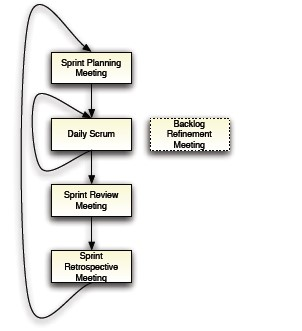 Sprint Planning
Meeting
Daily Scrum
Backlog
Refinement
Meeting
Sprint Review
Meeting
Sprint
Retrospective
Meeting